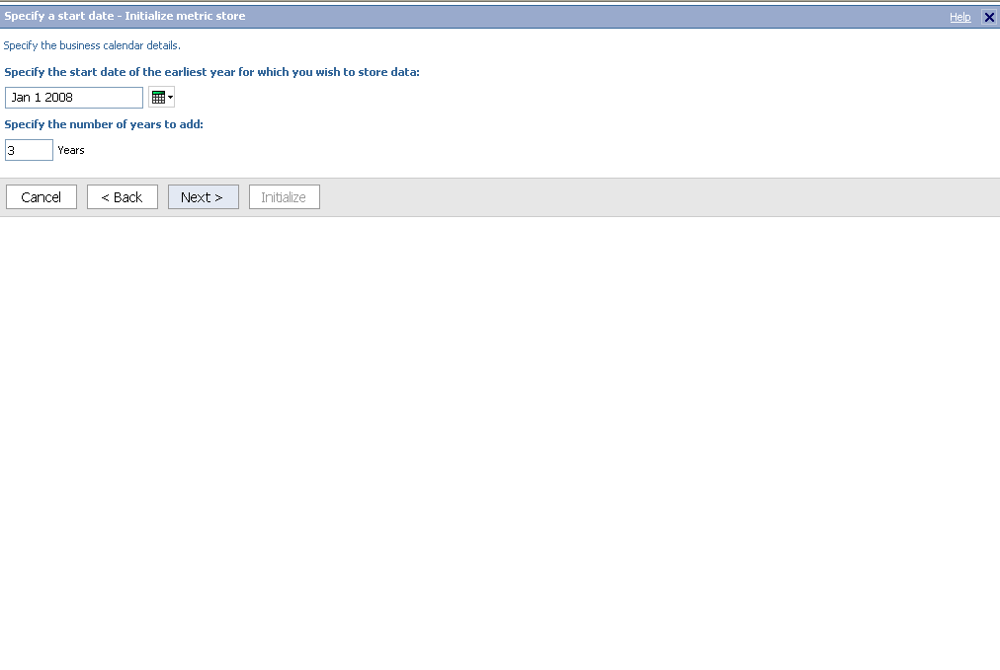 Specify a start date - Initialize metric store Help
Specify the business calendar details.
Specify the start date of the earliest year for which you wish to store data:
Jan 1 2008
Specify the number of years to add:
3 Years
Cancel < Back Next > Initialize